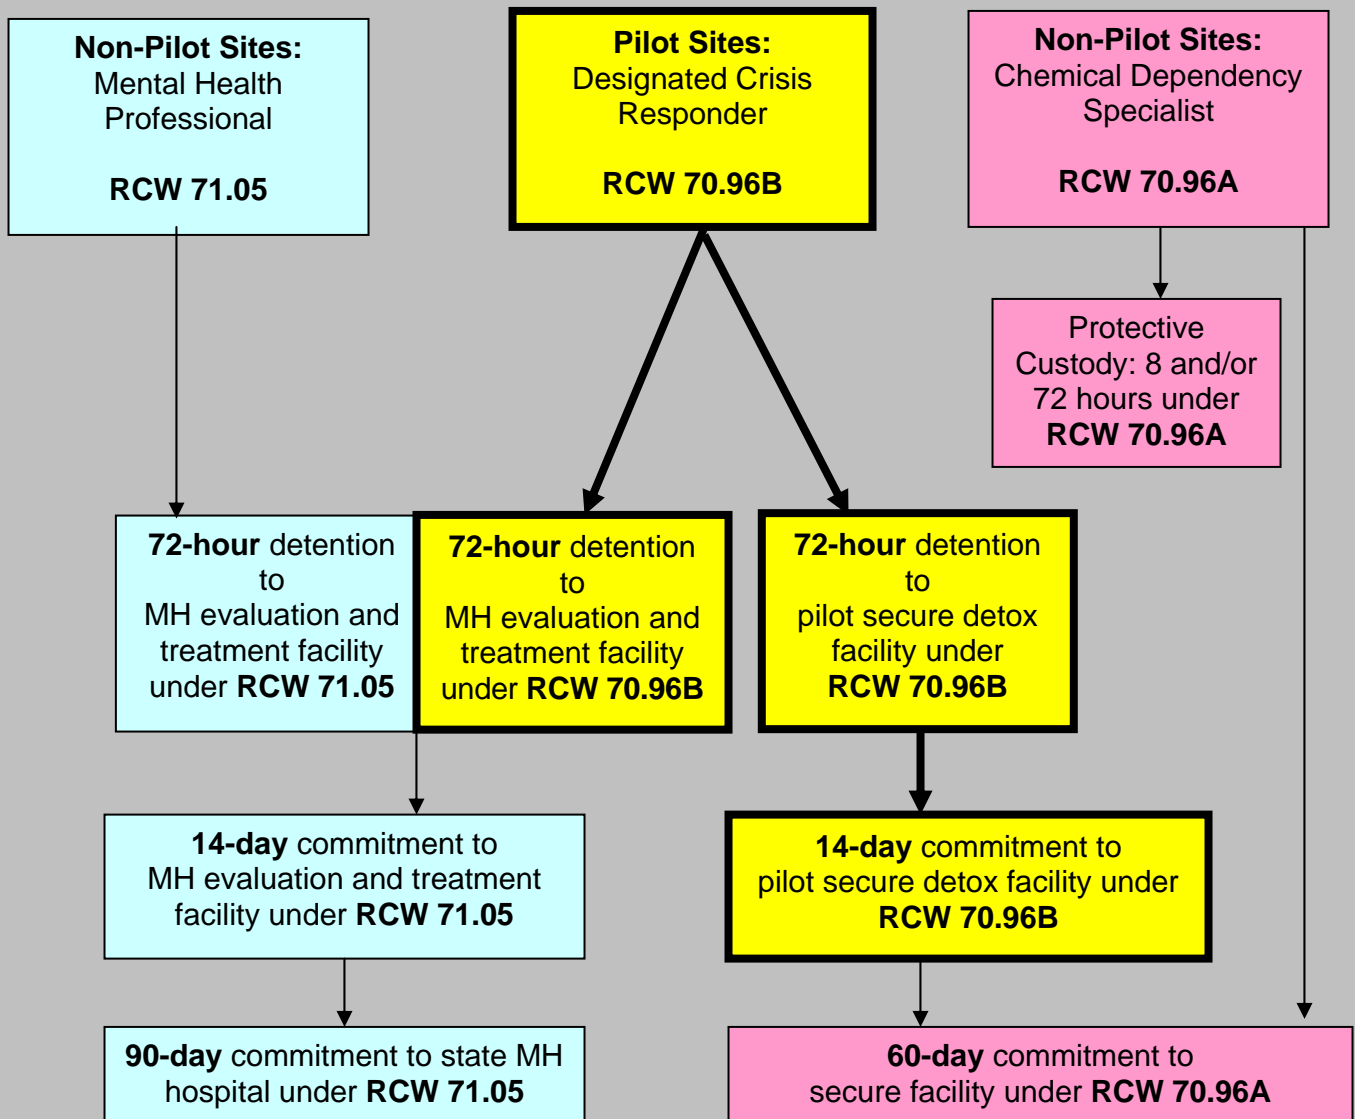 Non-Pilot Sites:
Mental Health
Professional
RCW 71.05
Pilot Sites:
Designated Crisis
Responder
RCW 70.96B
Non-Pilot Sites:
Chemical Dependency
Specialist
RCW 70.96A
Protective
Custody: 8 and/or
72 hours under
RCW 70.96A
72-hour detention
to
MH evaluation and
treatment facility
under RCW 71.05
72-hour detention
to
MH evaluation and
treatment facility
under RCW 70.96B
72-hour detention
to
pilot secure detox
facility under
RCW 70.96B
14-day commitment to
MH evaluation and treatment
facility under RCW 71.05
14-day commitment to
pilot secure detox facility under
RCW 70.96B
90-day commitment to state MH
hospital under RCW 71.05
60-day commitment to
secure facility under RCW 70.96A